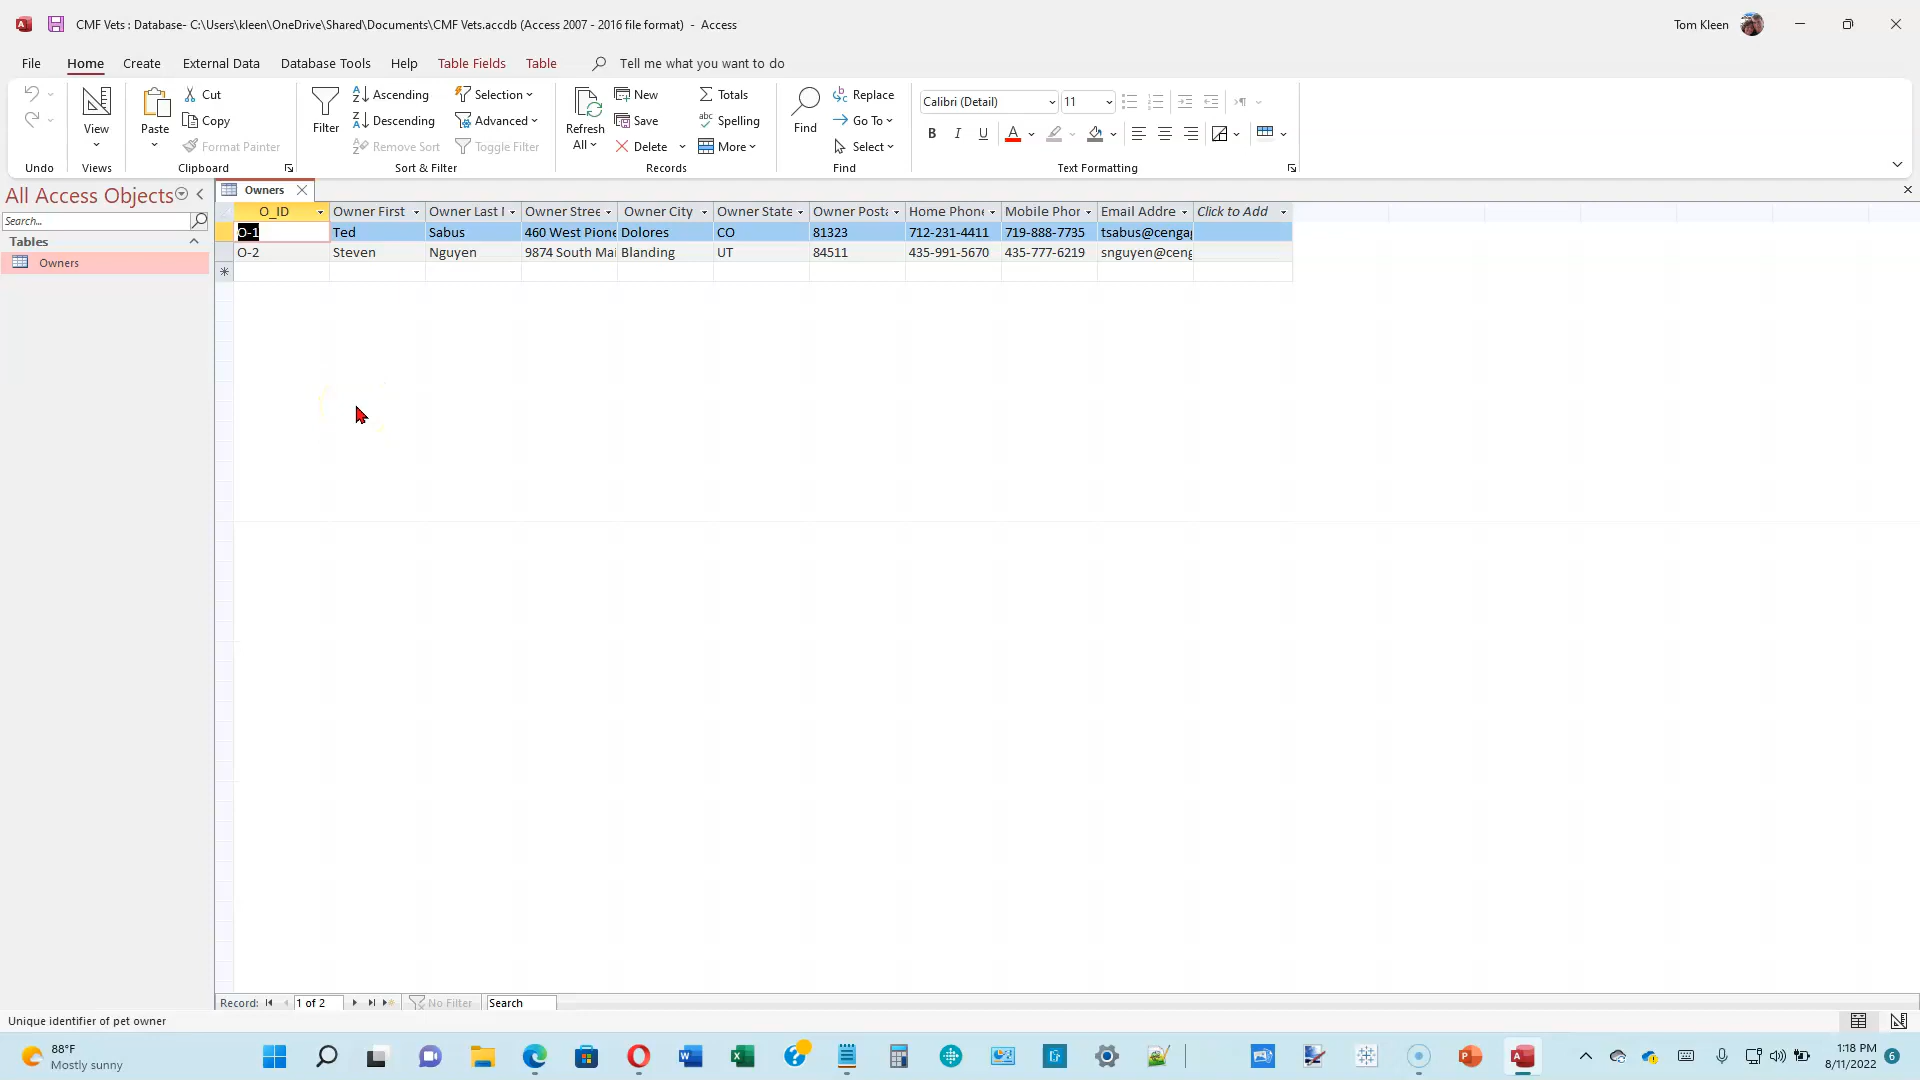 CMF Vets : Database- C:\Users\kleen\OneDrive\Shared\Documents\CMF Vets.accdb (Access 2007 - 2016 file format) - Access
Tom Kleen
File Home Create External Data Database Tools Help Table Fields Table Tell me what you want to do
Cut Ascending Selection New Totals Replace Calibri (Detail) 11
View Paste Copy Filter Descending Advanced Refresh All Save Spelling Find Go To B I U A
Format Painter Remove Sort Toggle Filter Delete More Select
Undo Views Clipboard Sort & Filter Records Find Text Formatting
All Access Objects
Search...
Tables
Owners
Owners
O_ID Owner First Owner Last Owner Stree Owner City Owner State Owner Posta Home Phone Mobile Phor Email Addre Click to Add
O-1 Ted Sabus 460 West Pione Dolores CO 81323 712-231-4411 719-888-7735 tsabus@cengag
O-2 Steven Nguyen 9874 South Mai Blanding UT 84511 435-991-5670 435-777-6219 snguyen@ceng
Record: 1 of 2 No Filter Search
Unique identifier of pet owner
88°F
Mostly sunny
1:18 PM
8/11/2022
6